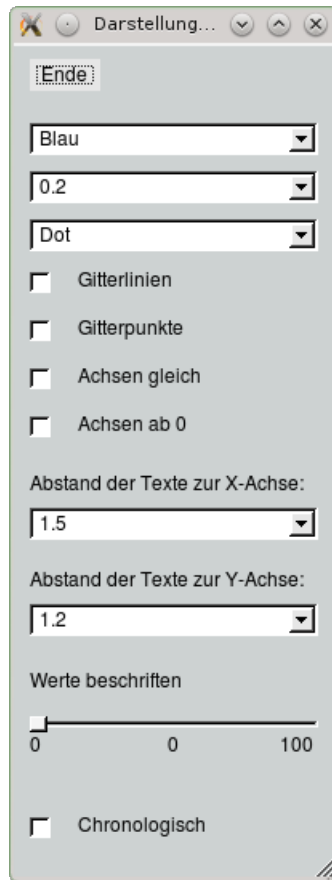 Darstellung...
Ende
Blau
0.2
Dot
Gitterlinien
Gitterpunkte
Achsen gleich
Achsen ab 0
Abstand der Texte zur X-Achse:
1.5
Abstand der Texte zur Y-Achse:
1.2
Werte beschriften
0 0 100
Chronologisch